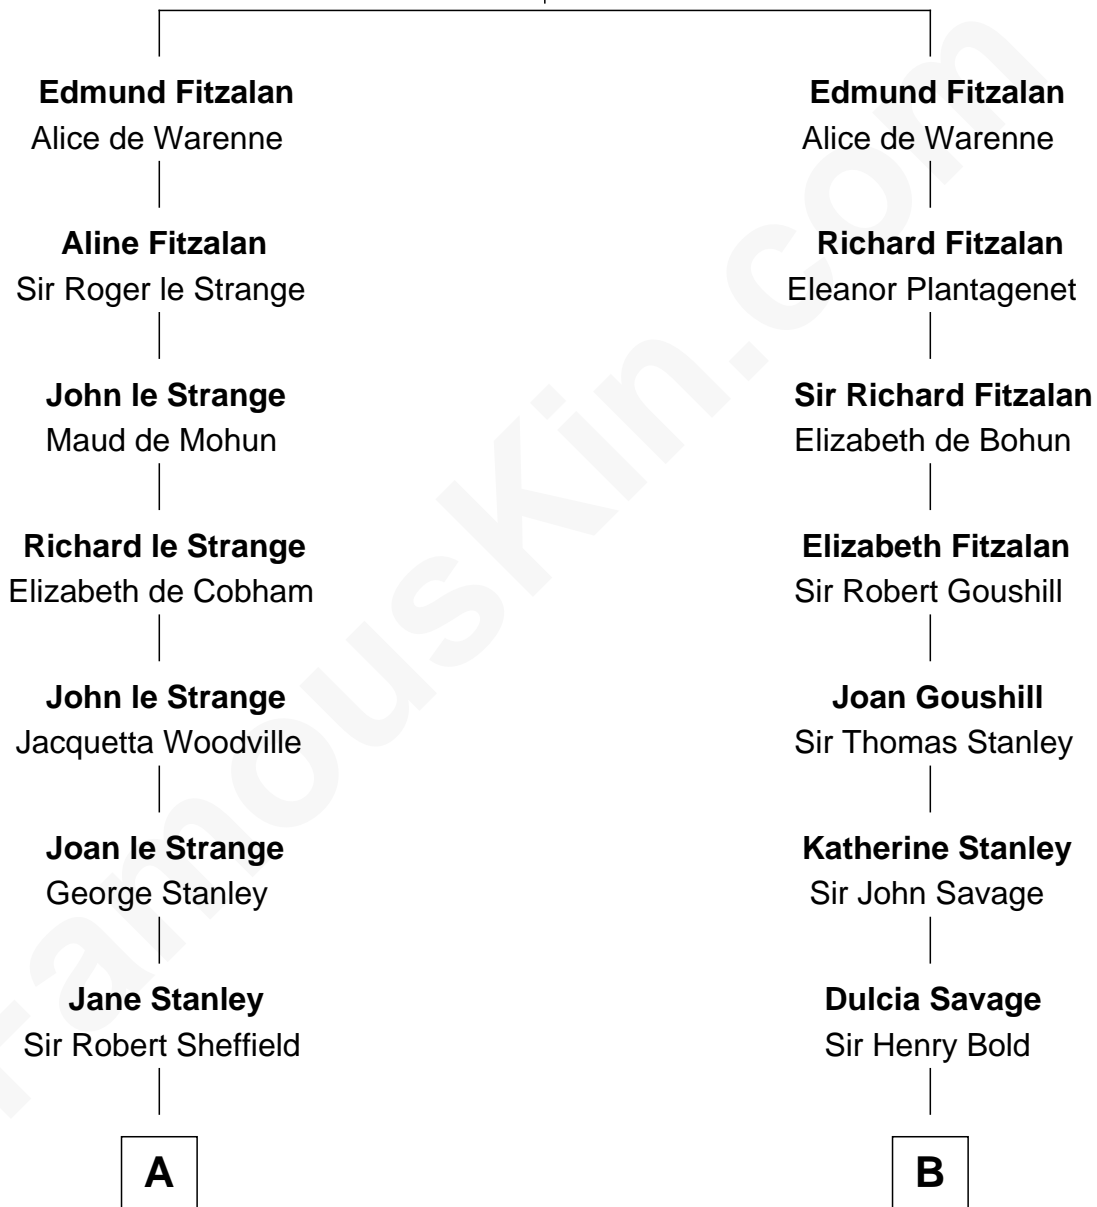 Edmund Fitzalan
Alice de Warenne
Aline Fitzalan
Sir Roger le Strange
John le Strange
Maud de Mohun
Richard le Strange
Elizabeth de Cobham
John le Strange
Jacquetta Woodville
Joan le Strange
George Stanley
Jane Stanley
Sir Robert Sheffield
A
Edmund Fitzalan
Alice de Warenne
Richard Fitzalan
Eleanor Plantagenet
Sir Richard Fitzalan
Elizabeth de Bohun
Elizabeth Fitzalan
Sir Robert Goushill
Joan Goushill
Sir Thomas Stanley
Katherine Stanley
Sir John Savage
Dulcia Savage
Sir Henry Bold
B
FamousKin.com